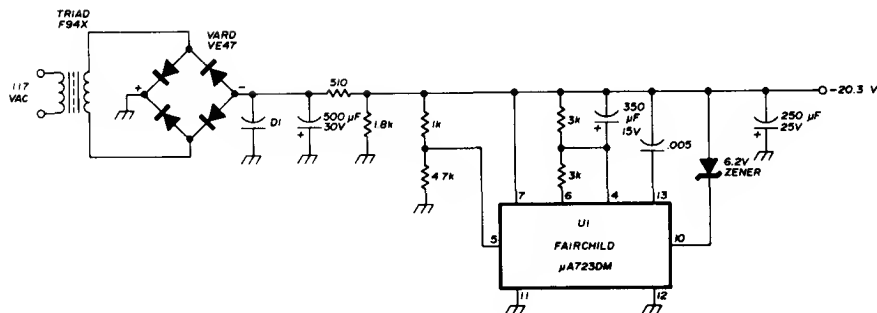 TRIAD
F94X
117
VAC
VARD
VE47
+
-
D1
500 µF
30V
+
510
1.8k
1k
4.7k
3k
3k
350
µF
15V
+
.005
6.2V
ZENER
250 µF
25V
+
-20.3 V
7
6
4
13
5
10
U1
FAIRCHILD
µA723DM
11
12